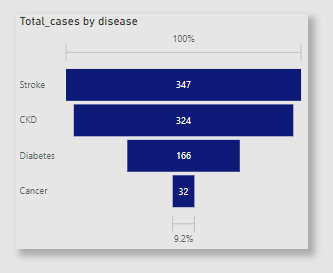 Total_cases by disease
100%
Stroke 347
CKD 324
Diabetes 166
Cancer 32
9.2%